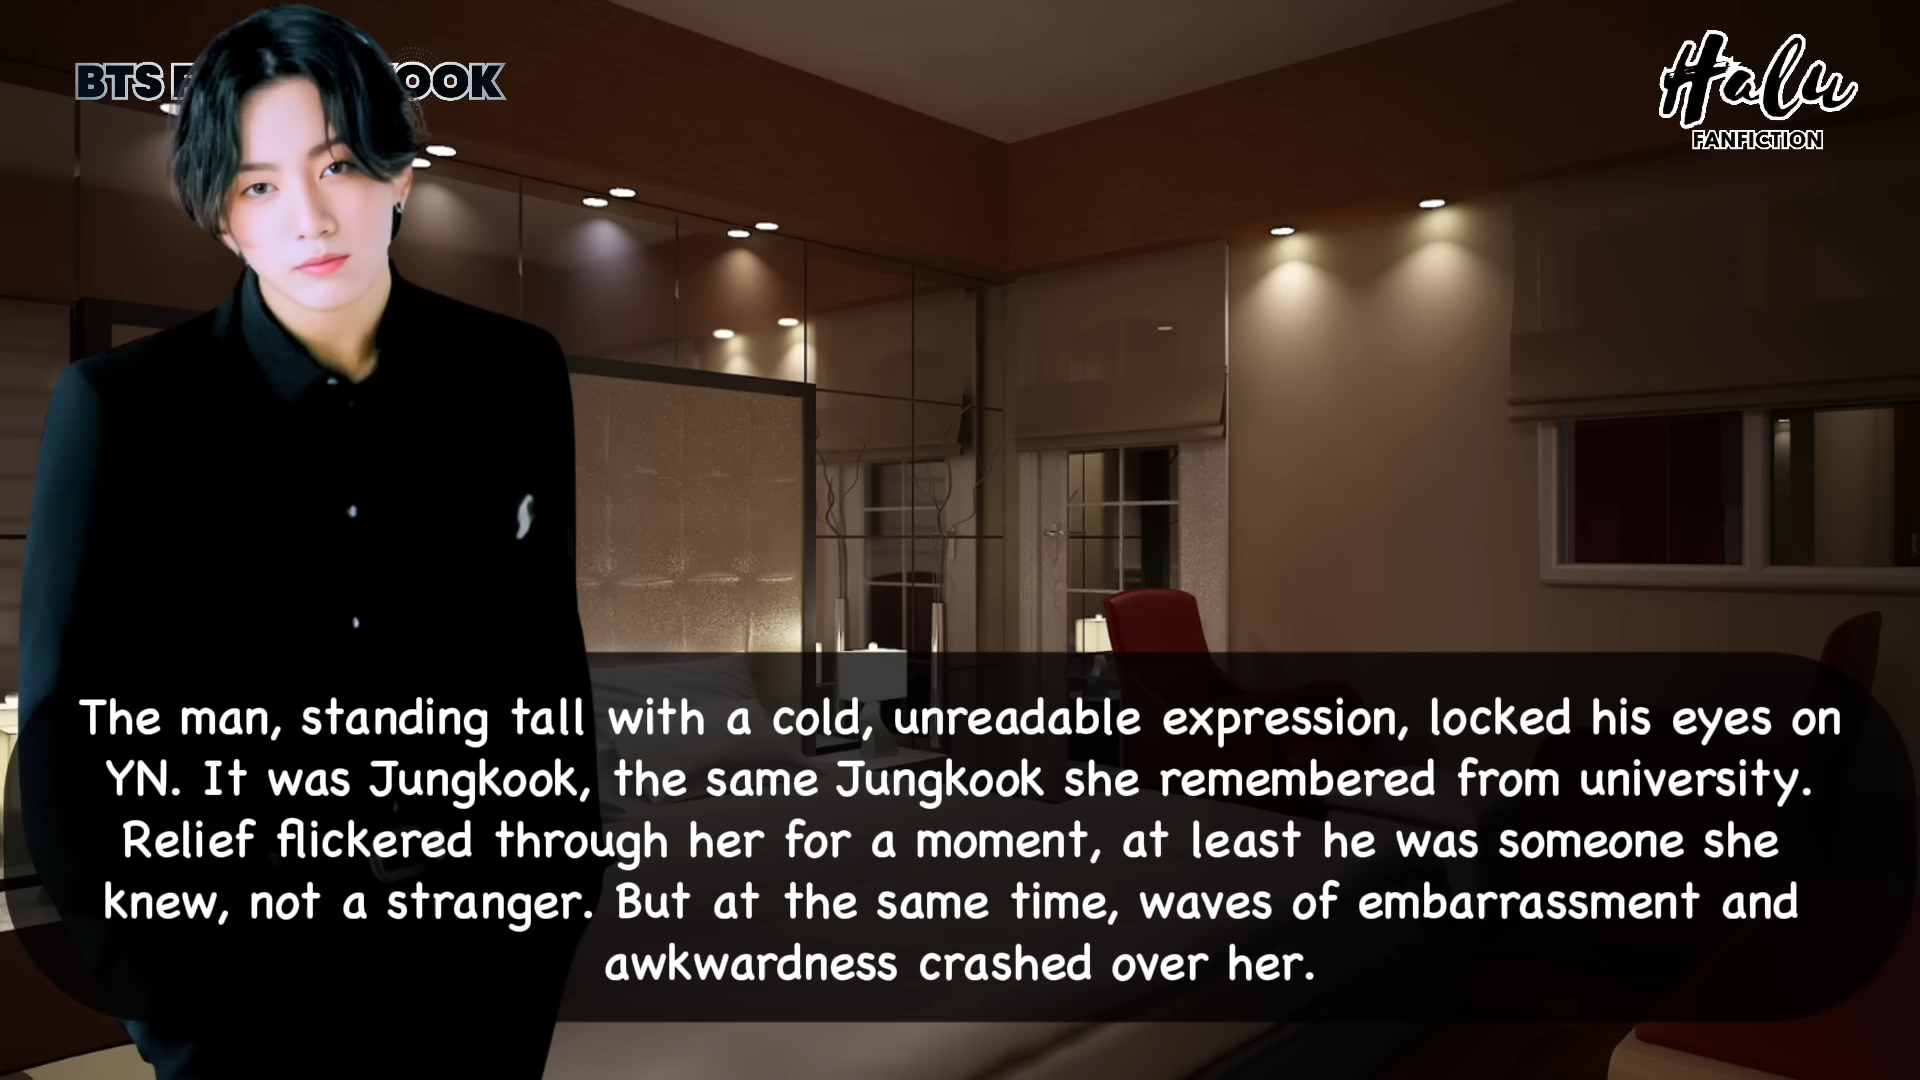 BTS
OOK
Halu
FANFICTION
The man, standing tall with a cold, unreadable expression, locked his eyes on
YN. It was Jungkook, the same Jungkook she remembered from university.
Relief flickered through her for a moment, at least he was someone she
knew, not a stranger. But at the same time, waves of embarrassment and
awkwardness crashed over her.